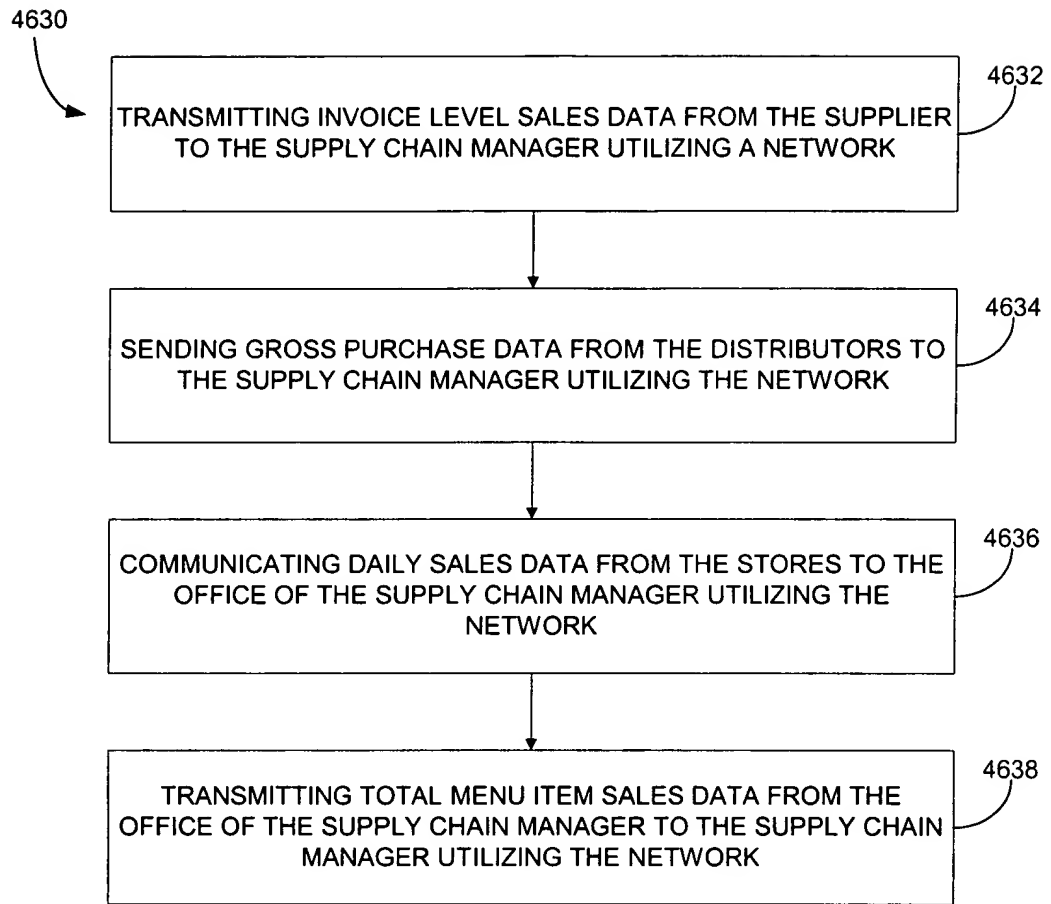 4630
4632
TRANSMITTING INVOICE LEVEL SALES DATA FROM THE SUPPLIER
TO THE SUPPLY CHAIN MANAGER UTILIZING A NETWORK
4634
SENDING GROSS PURCHASE DATA FROM THE DISTRIBUTORS TO
THE SUPPLY CHAIN MANAGER UTILIZING THE NETWORK
4636
COMMUNICATING DAILY SALES DATA FROM THE STORES TO THE
OFFICE OF THE SUPPLY CHAIN MANAGER UTILIZING THE
NETWORK
4638
TRANSMITTING TOTAL MENU ITEM SALES DATA FROM THE
OFFICE OF THE SUPPLY CHAIN MANAGER TO THE SUPPLY CHAIN
MANAGER UTILIZING THE NETWORK